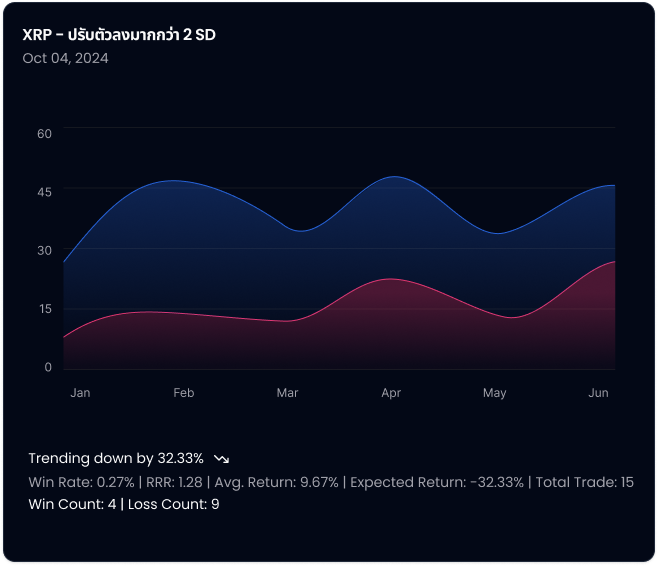 XRP - ปรับตัวลงมากกว่า 2 SD
Oct 04, 2024
60
45
30
15
0
Jan Feb Mar Apr May Jun
Trending down by 32.33%
Win Rate: 0.27% | RRR: 1.28 | Avg. Return: 9.67% | Expected Return: -32.33% | Total Trade: 15
Win Count: 4 | Loss Count: 9